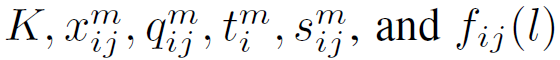 K, x_{ij}^m, q_{ij}^m, t_i^m, s_{ij}^m, and f_{ij}(l)